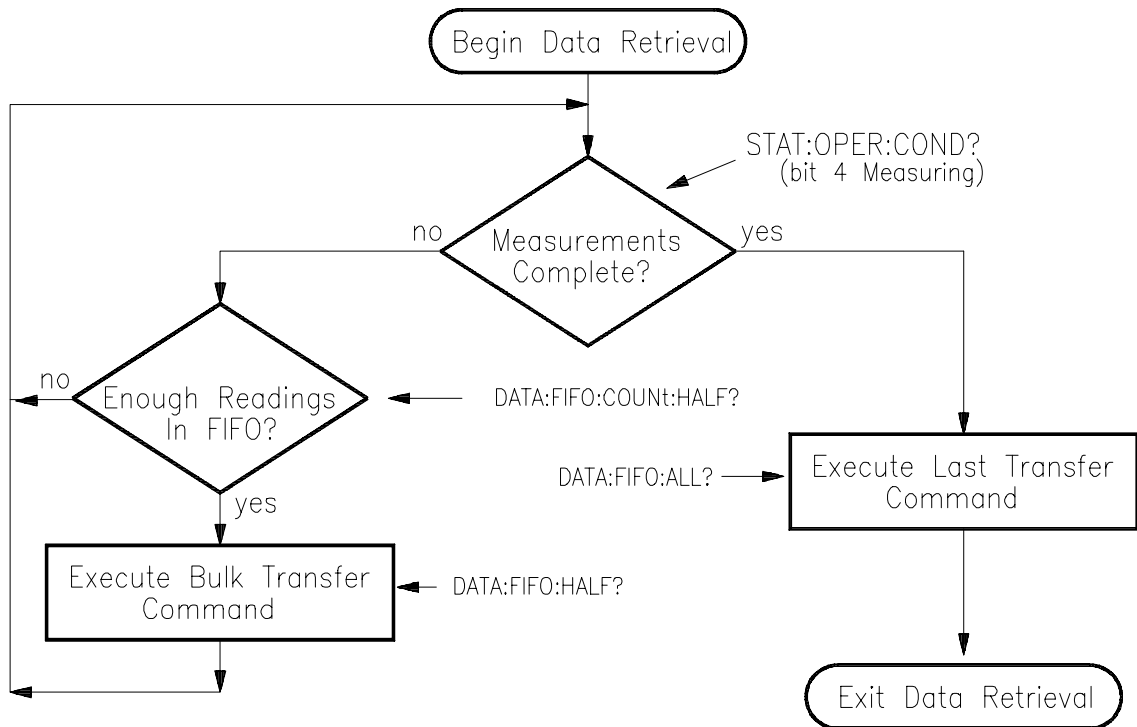 Begin Data Retrieval
STAT:OPER:COND?
(bit 4 Measuring)
no
Measurements
Complete?
yes
no
Enough Readings
In FIFO?
DATA:FIFO:COUNt:HALF?
yes
DATA:FIFO:ALL?
Execute Last Transfer
Command
Execute Bulk Transfer
Command
DATA:FIFO:HALF?
Exit Data Retrieval